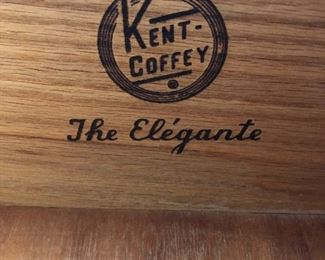 KENT-
COFFEY
The Elégante